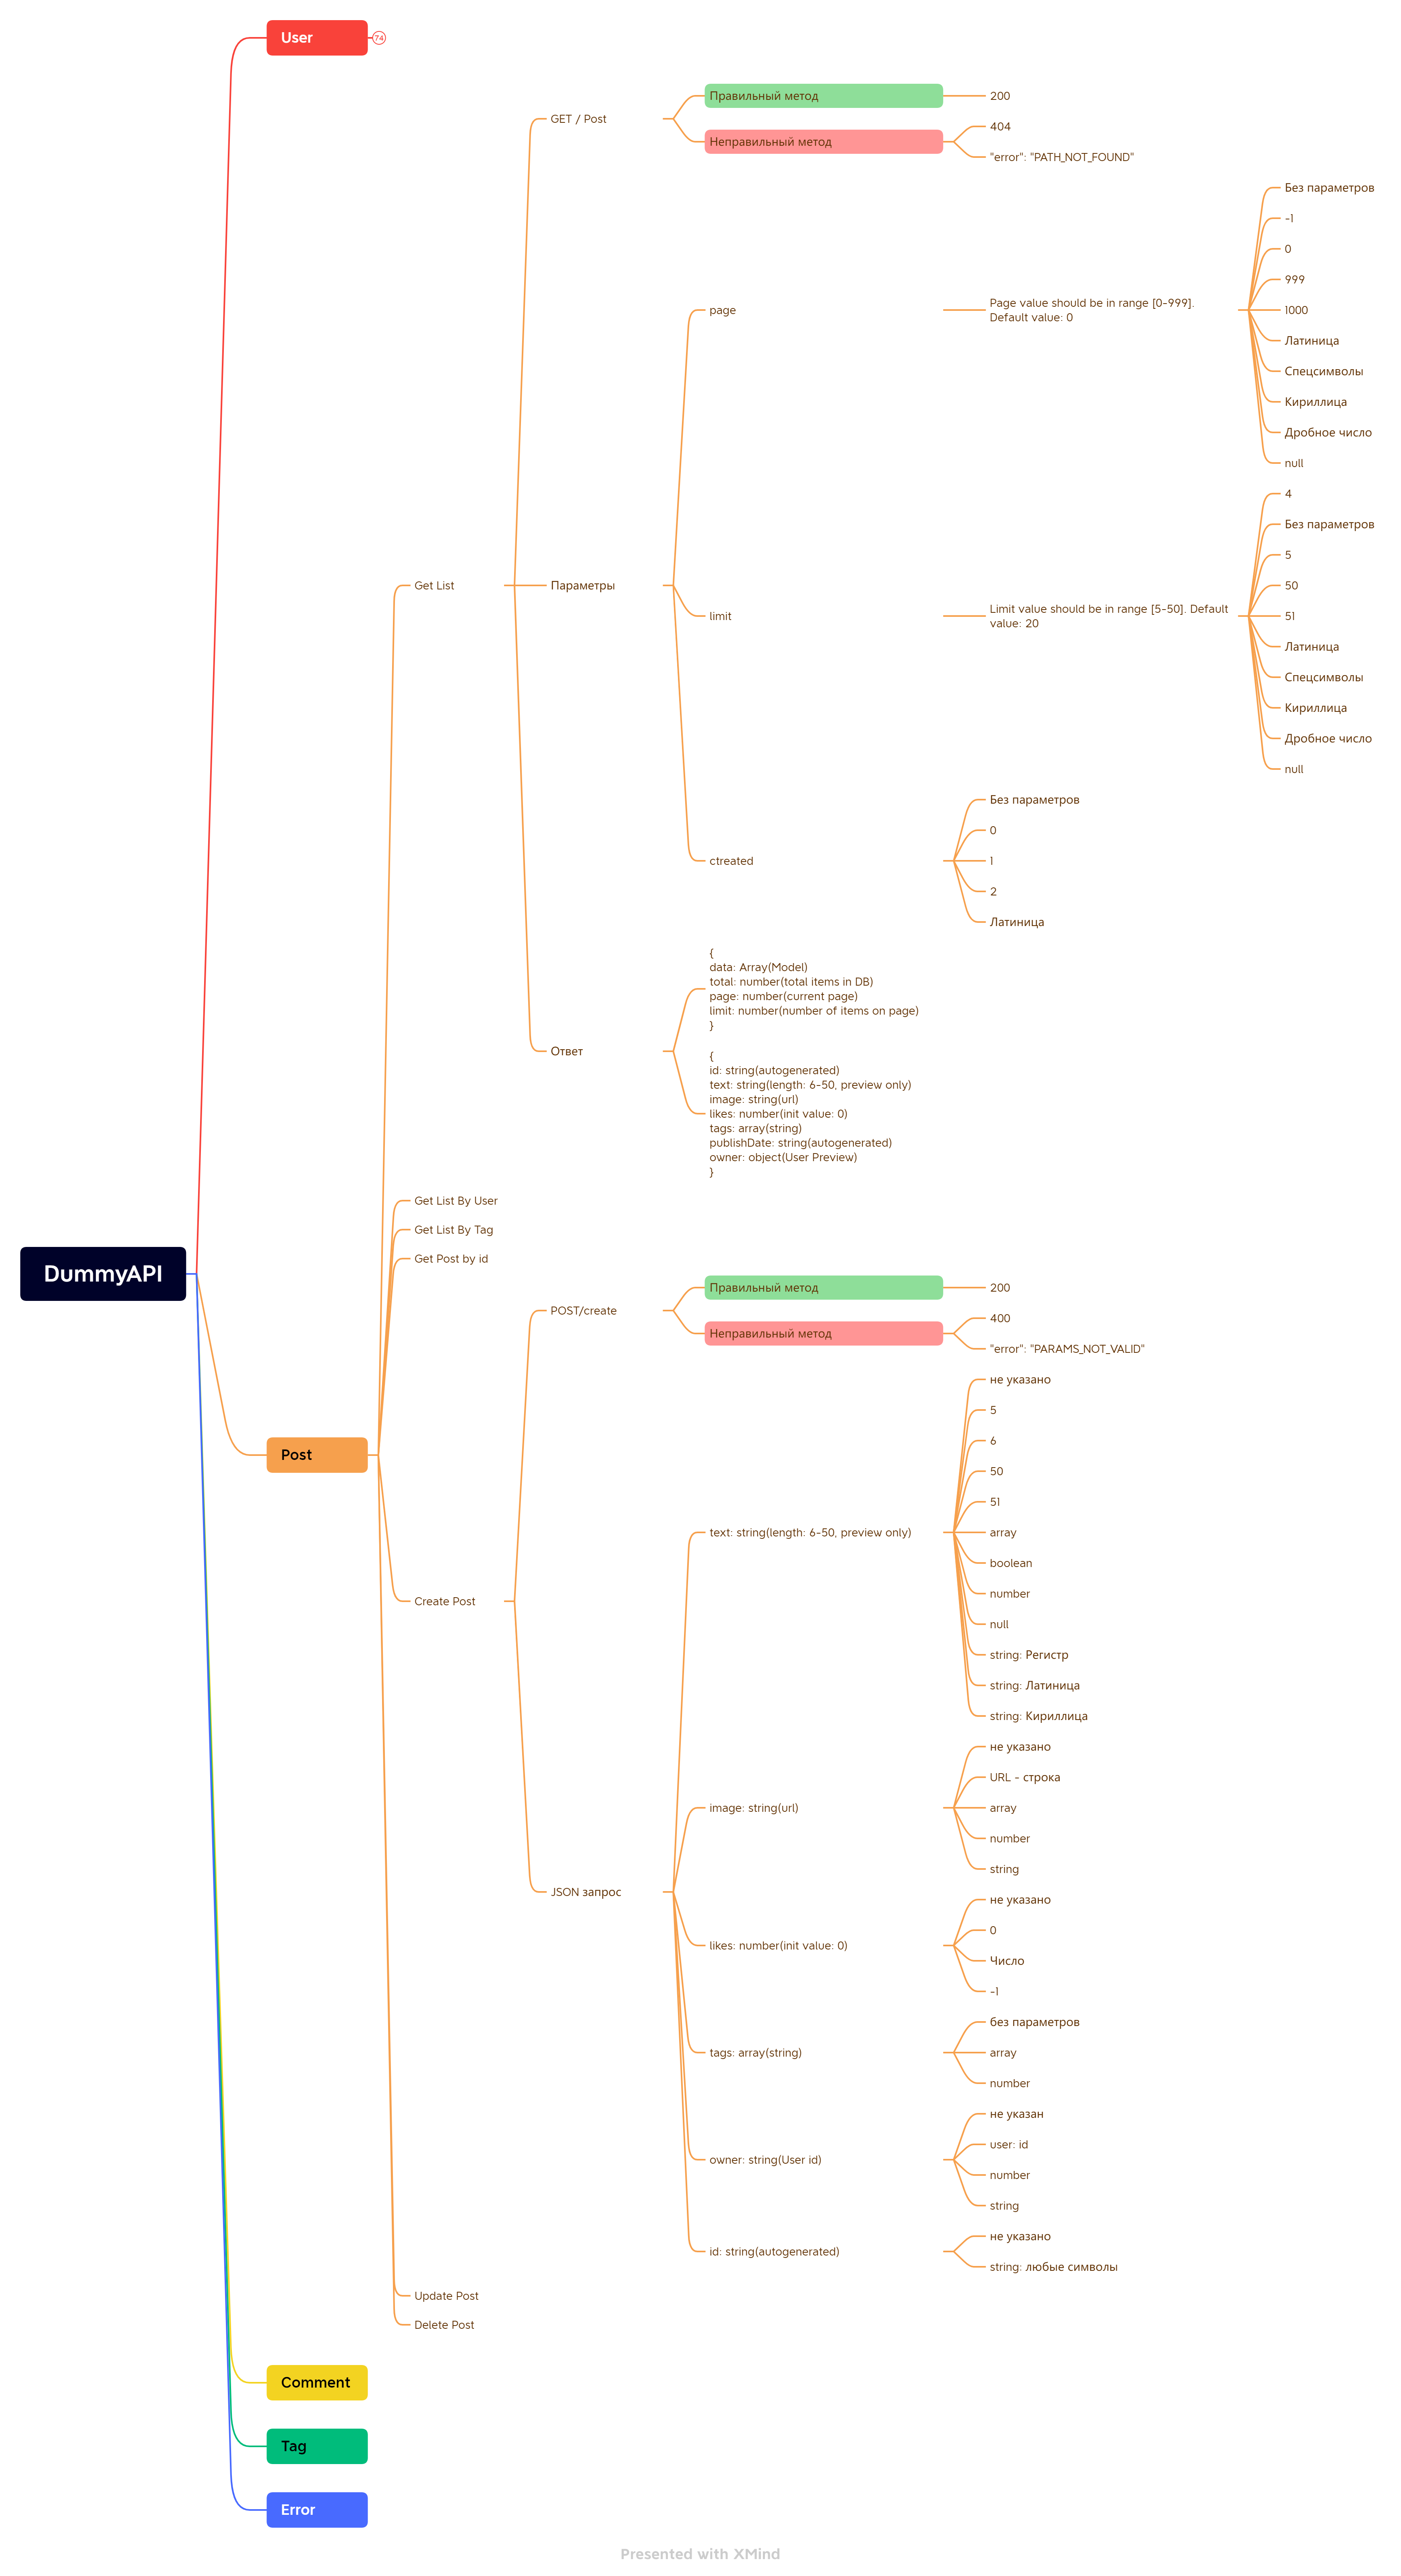 User
74
GET / Post
Правильный метод
200
Неправильный метод
404
"error": "PATH_NOT_FOUND"
Get List
Параметры
page
Page value should be in range [0-999].
Default value: 0
Без параметров
-1
0
999
1000
Латиница
Спецсимволы
Кириллица
Дробное число
null
limit
Limit value should be in range [5-50]. Default
value: 20
4
Без параметров
5
50
51
Латиница
Спецсимволы
Кириллица
Дробное число
null
ctreated
Без параметров
0
1
2
Латиница
Ответ
{
data: Array(Model)
total: number(total items in DB)
page: number(current page)
limit: number(number of items on page)
}
{
id: string(autogenerated)
text: string(length: 6-50, preview only)
image: string(url)
likes: number(init value: 0)
tags: array(string)
publishDate: string(autogenerated)
owner: object(User Preview)
}
Get List By User
Get List By Tag
Get Post by id
DummyAPI
Post
Create Post
POST/create
Правильный метод
200
Неправильный метод
400
"error": "PARAMS_NOT_VALID"
JSON запрос
text: string(length: 6-50, preview only)
не указано
5
6
50
51
array
boolean
number
null
string: Регистр
string: Латиница
string: Кириллица
image: string(url)
не указано
URL - строка
array
number
string
likes: number(init value: 0)
не указано
0
Число
-1
tags: array(string)
без параметров
array
number
owner: string(User id)
не указан
user: id
number
string
id: string(autogenerated)
не указано
string: любые символы
Update Post
Delete Post
Comment
Tag
Error
Presented with XMind